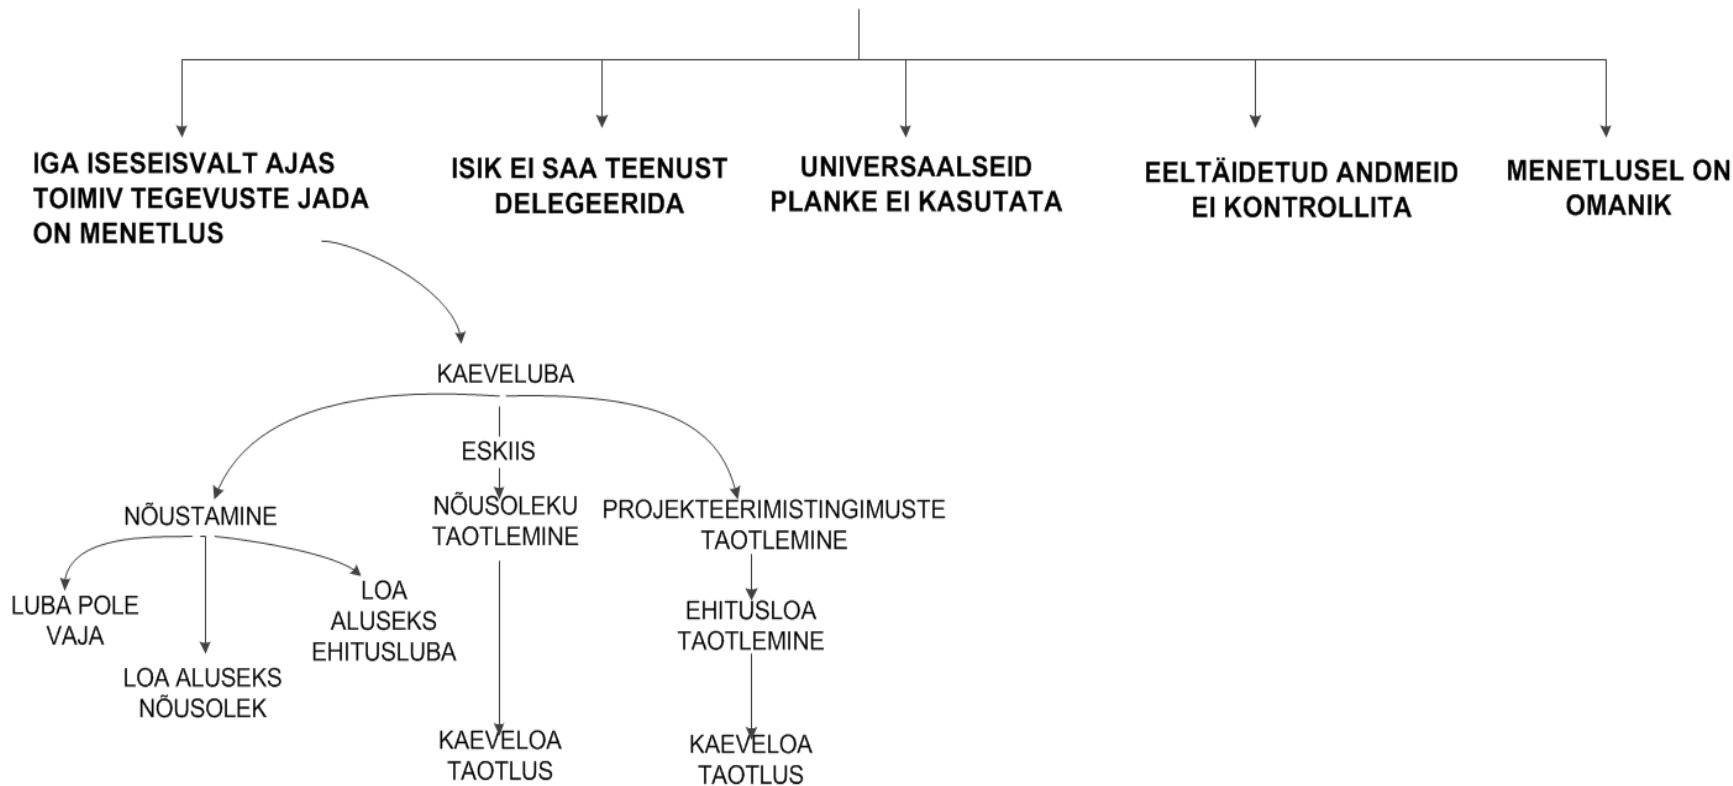 IGA ISESEISVALT AJAS
TOIMIV TEGEVUSTE JADA
ON MENETLUS
ISIK EI SAA TEENUST
DELEGEERIDA
UNIVERSAALSEID
PLANKE EI KASUTATA
EELTÄIDETUD ANDMEID
EI KONTROLLITA
MENETLUSEL ON
OMANIK
KAEVELUBA
ESKIIS
NÕUSTAMINE
NÕUSOLEKU
TAOTLEMINE
PROJEKTEERIMISTINGIMUSTE
TAOTLEMINE
LUBA POLE
VAJA
LOA ALUSEKS
NÕUSOLEK
LOA
ALUSEKS
EHITUSLUBA
EHITUSLOA
TAOTLEMINE
KAEVELOA
TAOTLUS
KAEVELOA
TAOTLUS